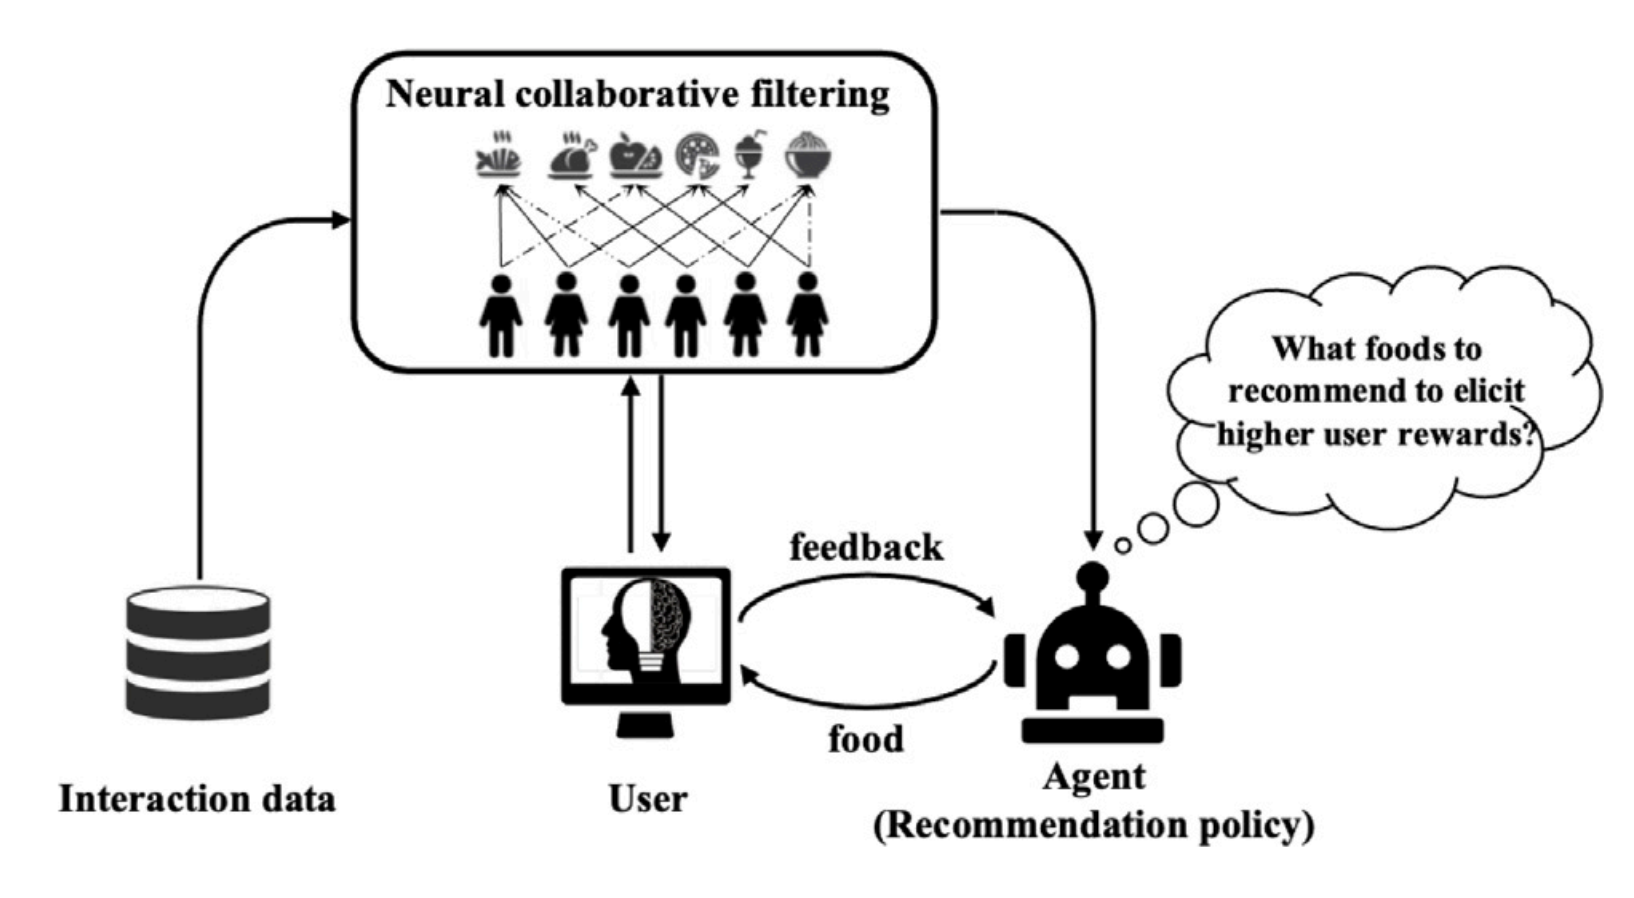 Neural collaborative filtering
What foods to
recommend to elicit
higher user rewards?
feedback
food
Interaction data
User
Agent
(Recommendation policy)